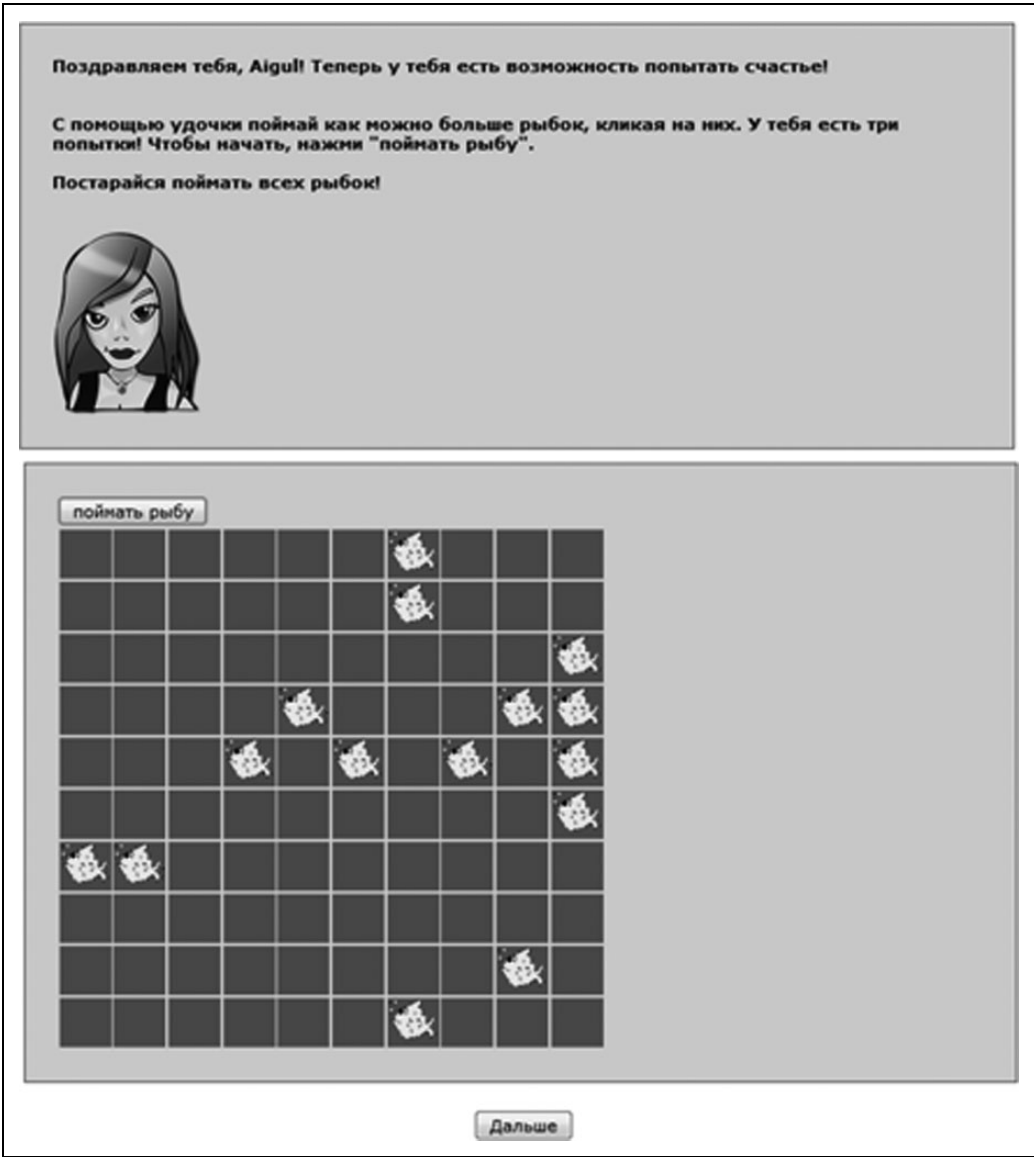 Поздравляем тебя, Aigul! Теперь у тебя есть возможность попытать счастье!
С помощью удочки поймай как можно больше рыбок, кликая на них. У тебя есть три
попытки! Чтобы начать, нажми "поймать рыбу".
Постарайся поймать всех рыбок!
поймать рыбу
Дальше